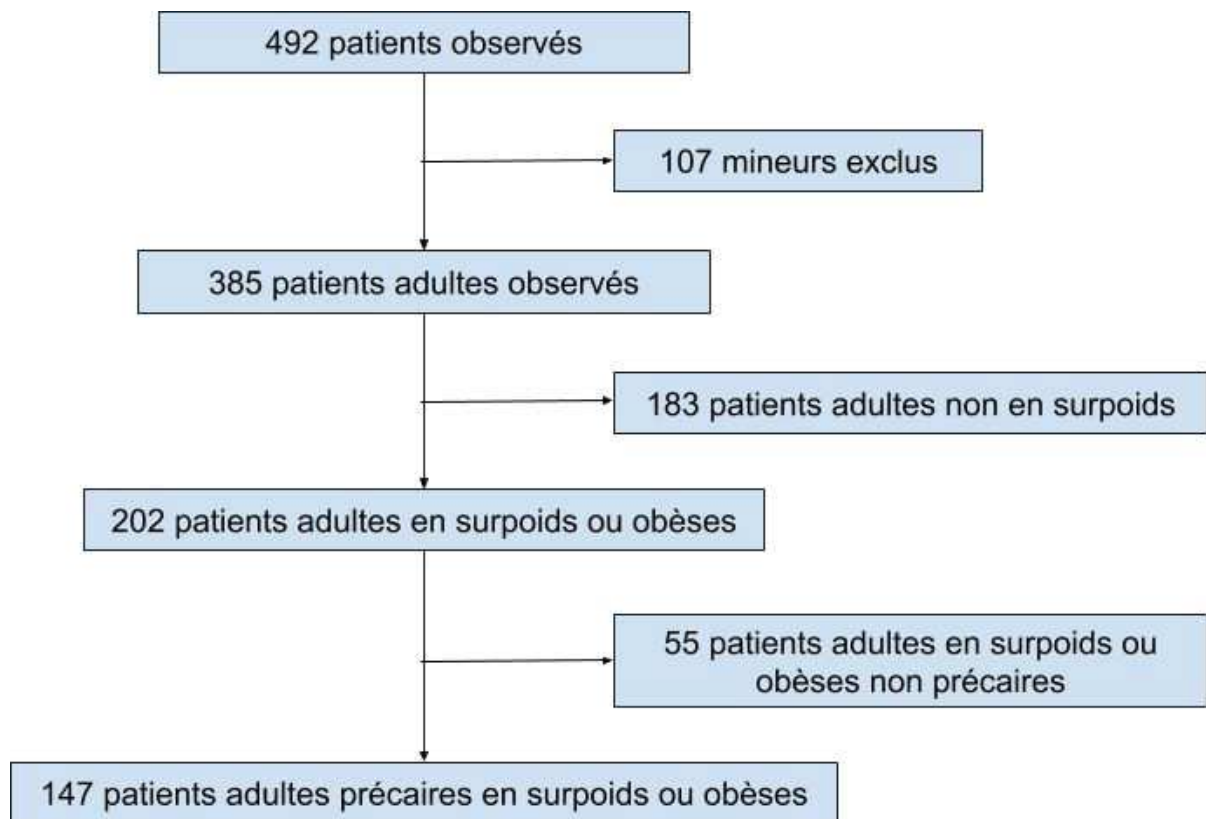 492 patients observés
107 mineurs exclus
385 patients adultes observés
183 patients adultes non en surpoids
202 patients adultes en surpoids ou obèses
55 patients adultes en surpoids ou
obèses non précaires
147 patients adultes précaires en surpoids ou obèses